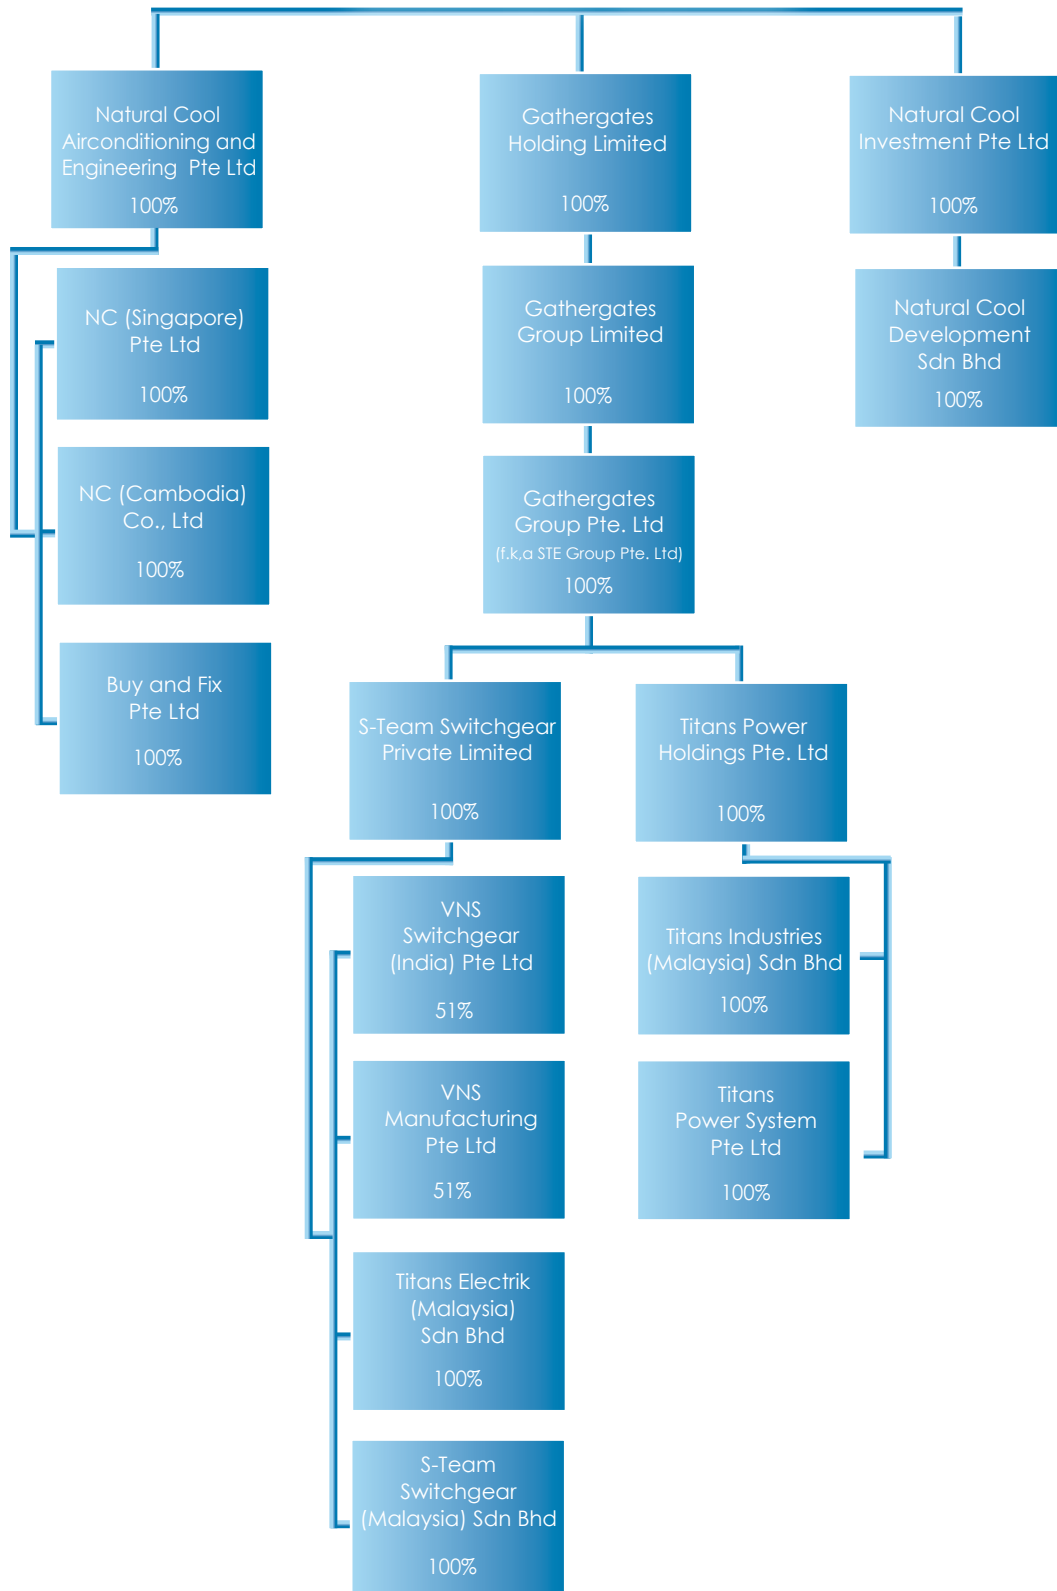 Natural Cool
Airconditioning and
Engineering Pte Ltd
100%
NC (Singapore)
Pte Ltd
100%
NC (Cambodia)
Co., Ltd
100%
Buy and Fix
Pte Ltd
100%
Gathergates
Holding Limited
100%
Gathergates
Group Limited
100%
Gathergates
Group Pte. Ltd
(f.k,a STE Group Pte. Ltd)
100%
S-Team Switchgear
Private Limited
100%
VNS
Switchgear
(India) Pte Ltd
51%
VNS
Manufacturing
Pte Ltd
51%
Titans Electrik
(Malaysia)
Sdn Bhd
100%
S-Team
Switchgear
(Malaysia) Sdn Bhd
100%
Titans Power
Holdings Pte. Ltd
100%
Titans Industries
(Malaysia) Sdn Bhd
100%
Titans
Power System
Pte Ltd
100%
Natural Cool
Investment Pte Ltd
100%
Natural Cool
Development
Sdn Bhd
100%